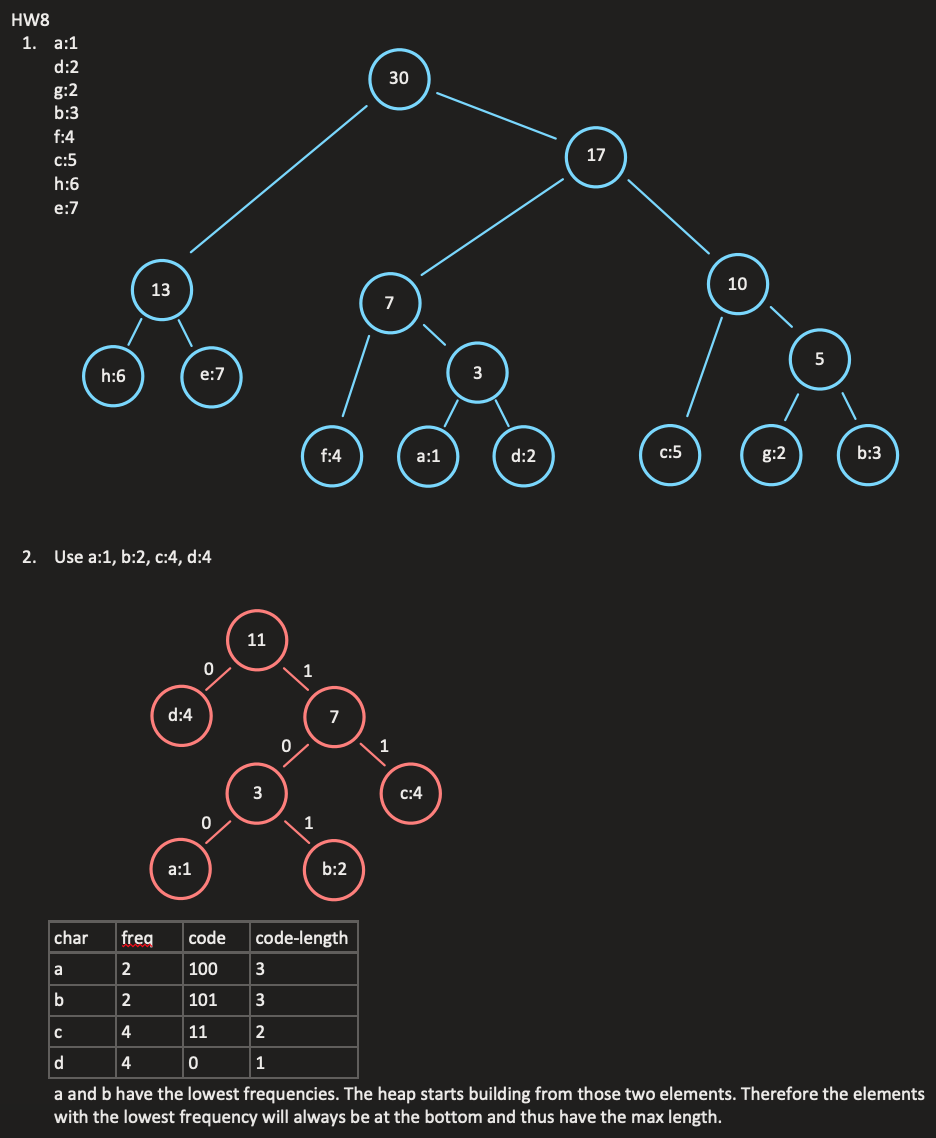 HW8
1. a:1
d:2
g:2
b:3
f:4
c:5
h:6
e:7
30
17
13
7
10
h:6
e:7
3
5
f:4
a:1
d:2
c:5
g:2
b:3
2. Use a:1, b:2, c:4, d:4
11
0
1
d:4
7
0
1
3
c:4
0
1
a:1
b:2
char freq code code-length
a 2 100 3
b 2 101 3
c 4 11 2
d 4 0 1
a and b have the lowest frequencies. The heap starts building from those two elements. Therefore the elements
with the lowest frequency will always be at the bottom and thus have the max length.